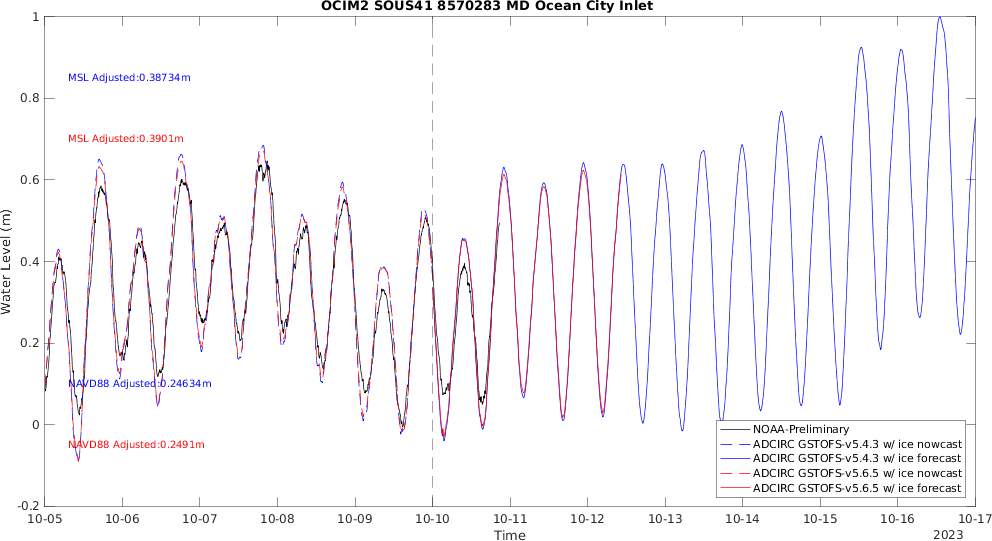 OCIM2 SOUS41 8570283 MD Ocean City Inlet
1
0.8
0.6
0.4
0.2
0
-0.2
Water Level (m)
MSL Adjusted:0.38734m
MSL Adjusted:0.3901m
NAVD88 Adjusted:0.24634m
NAVD88 Adjusted:0.2491m
NOAA-Preliminary
ADCIRC GSTOFS-v5.4.3 w/ ice nowcast
ADCIRC GSTOFS-v5.4.3 w/ ice forecast
ADCIRC GSTOFS-v5.6.5 w/ ice nowcast
ADCIRC GSTOFS-v5.6.5 w/ ice forecast
10-05 10-06 10-07 10-08 10-09 10-10 10-11 10-12 10-13 10-14 10-15 10-16 10-17
Time
2023